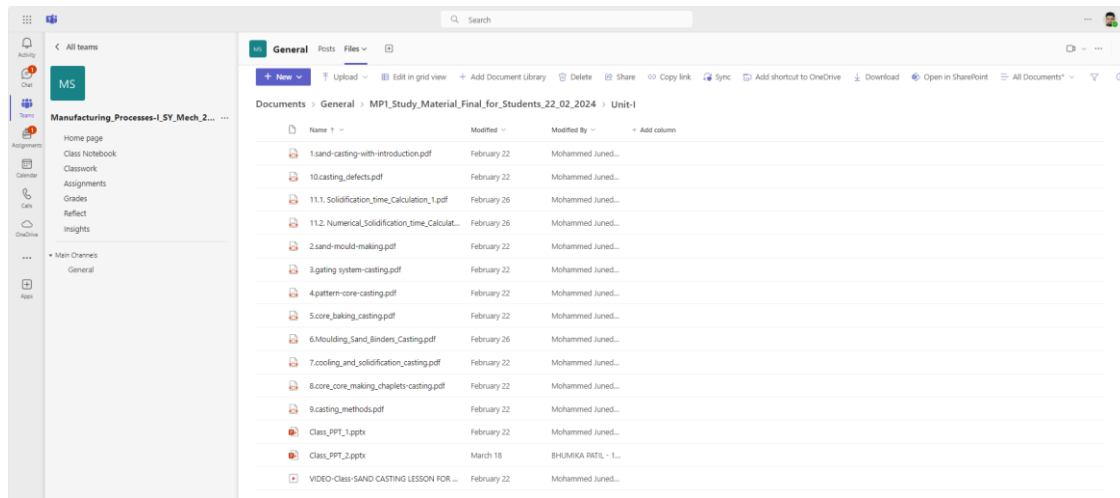 Search
MS General Posts Files
Activity
All teams
Chat
MS
Teams
Assignments
Calendar
Calls
OneDrive
Apps
Manufacturing_Processes-I_SY_Mech_2... ...
Home page
Class Notebook
Classwork
Assignments
Grades
Reflect
Insights
Main Channels
General
+ New Upload Edit in grid view + Add Document Library Delete Share Copy link Sync Add shortcut to OneDrive Download Open in SharePoint All Documents*
Documents > General > MP1_Study_Material_Final_for_Students_22_02_2024 > Unit-I
Name ↑ Modified Modified By + Add column
1.sand-casting-with-introduction.pdf February 22 Mohammed Juned...
10.casting_defects.pdf February 22 Mohammed Juned...
11.1. Solidification_time_Calculation_1.pdf February 26 Mohammed Juned...
11.2. Numerical_Solidification_time_Calculat... February 26 Mohammed Juned...
2.sand-mould-making.pdf February 22 Mohammed Juned...
3.gating system-casting.pdf February 22 Mohammed Juned...
4.pattern-core-casting.pdf February 22 Mohammed Juned...
5.core_baking_casting.pdf February 22 Mohammed Juned...
6.Moulding_Sand_Binders_Casting.pdf February 26 Mohammed Juned...
7.cooling_and_solidification_casting.pdf February 22 Mohammed Juned...
8.core_core_making_chaplets-casting.pdf February 22 Mohammed Juned...
9.casting_methods.pdf February 22 Mohammed Juned...
Class_PPT_1.pptx February 22 Mohammed Juned...
Class_PPT_2.pptx March 18 BHUMIKA PATIL - 1...
VIDEO-Class-SAND CASTING LESSON FOR ... February 22 Mohammed Juned...